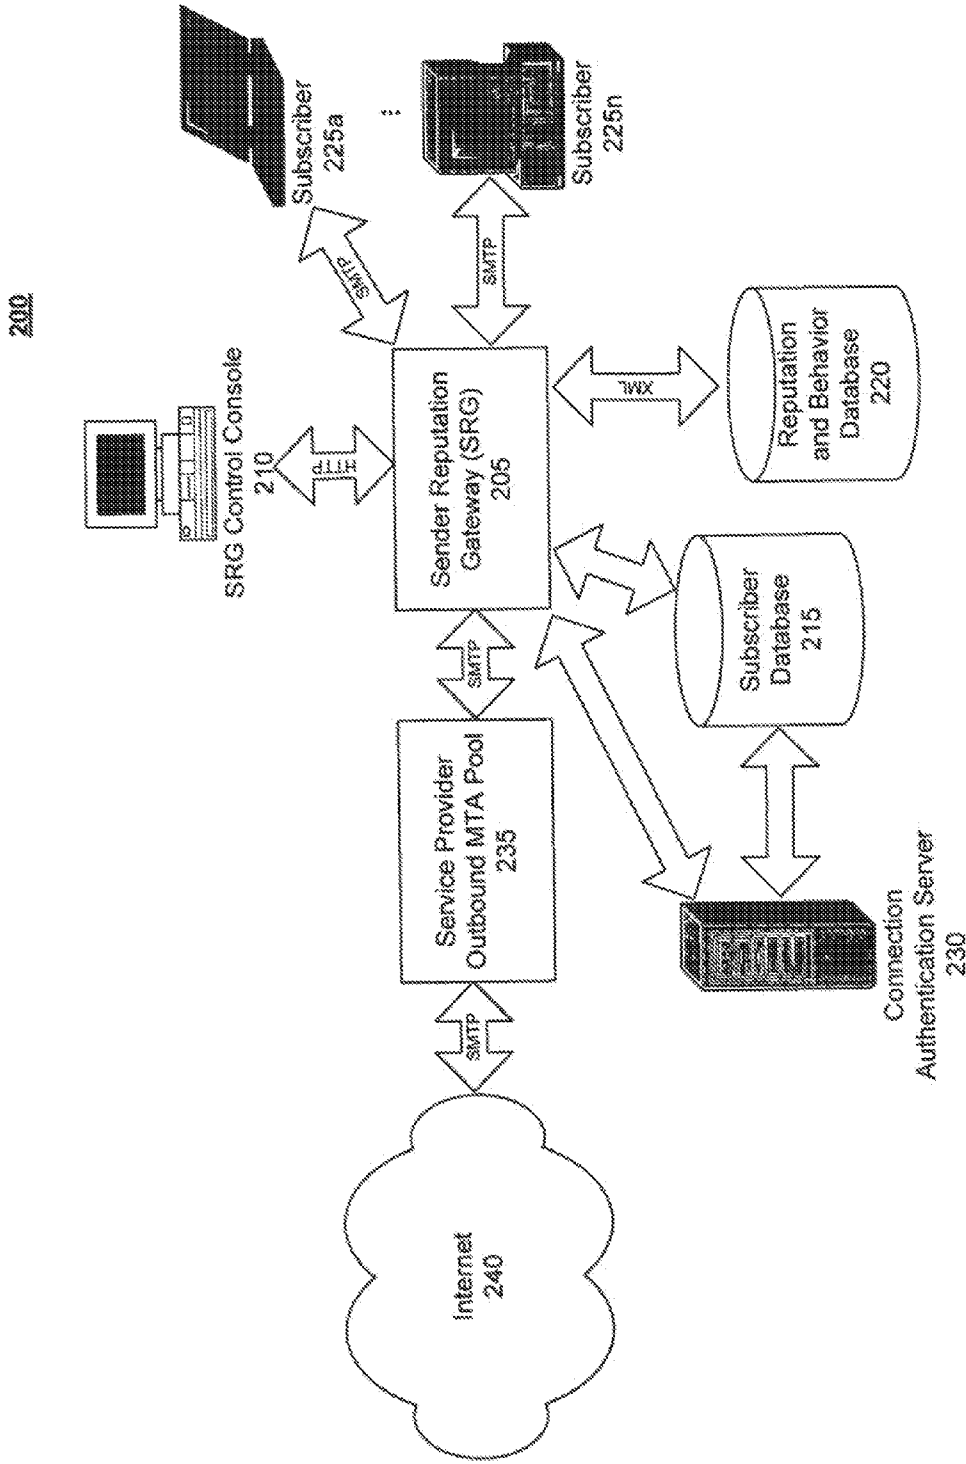 200
SRG Control Console
210
HTTP
Subscriber
225a
SMTP
:
Subscriber
225n
SMTP
Internet
240
SMTP
Service Provider
Outbound MTA Pool
235
SMTP
Sender Reputation
Gateway (SRG)
205
XML
Connection
Authentication Server
230
Subscriber
Database
215
Reputation
and Behavior
Database
220